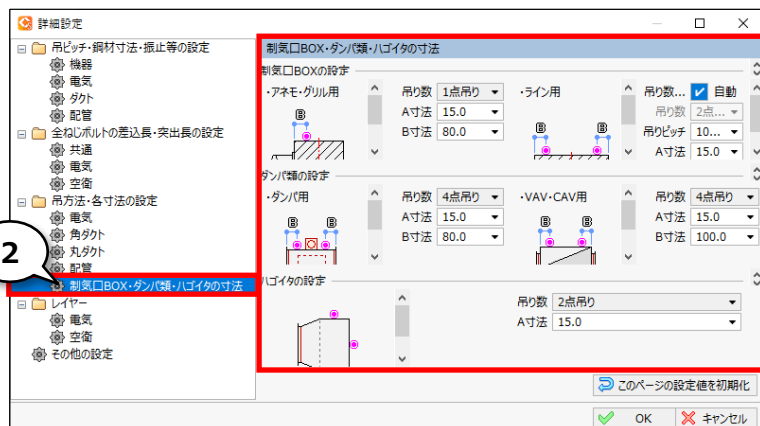 詳細設定
吊ピッチ・鋼材寸法・振止等の設定
機器
電気
ダクト
配管
全ねじボルトの差込長・突出長の設定
共通
電気
空衛
吊方法・各寸法の設定
電気
角ダクト
丸ダクト
配管
制気口BOX・ダンパ類・ハゴイタの寸法
レイヤー
電気
空衛
その他の設定
2
制気口BOX・ダンパ類・ハゴイタの寸法
制気口BOXの設定
・アネモ・グリル用
B
吊り数 1点吊り
A寸法 15.0
B寸法 80.0
・ライン用
B B
吊り数... 自動
吊り数 2点...
吊りピッチ 10...
A寸法 15.0
ダンパ類の設定
・ダンパ用
B B
吊り数 4点吊り
A寸法 15.0
B寸法 80.0
・VAV・CAV用
B B
吊り数 4点吊り
A寸法 15.0
B寸法 100.0
ハゴイタの設定
吊り数 2点吊り
A寸法 15.0
このページの設定値を初期化
OK キャンセル